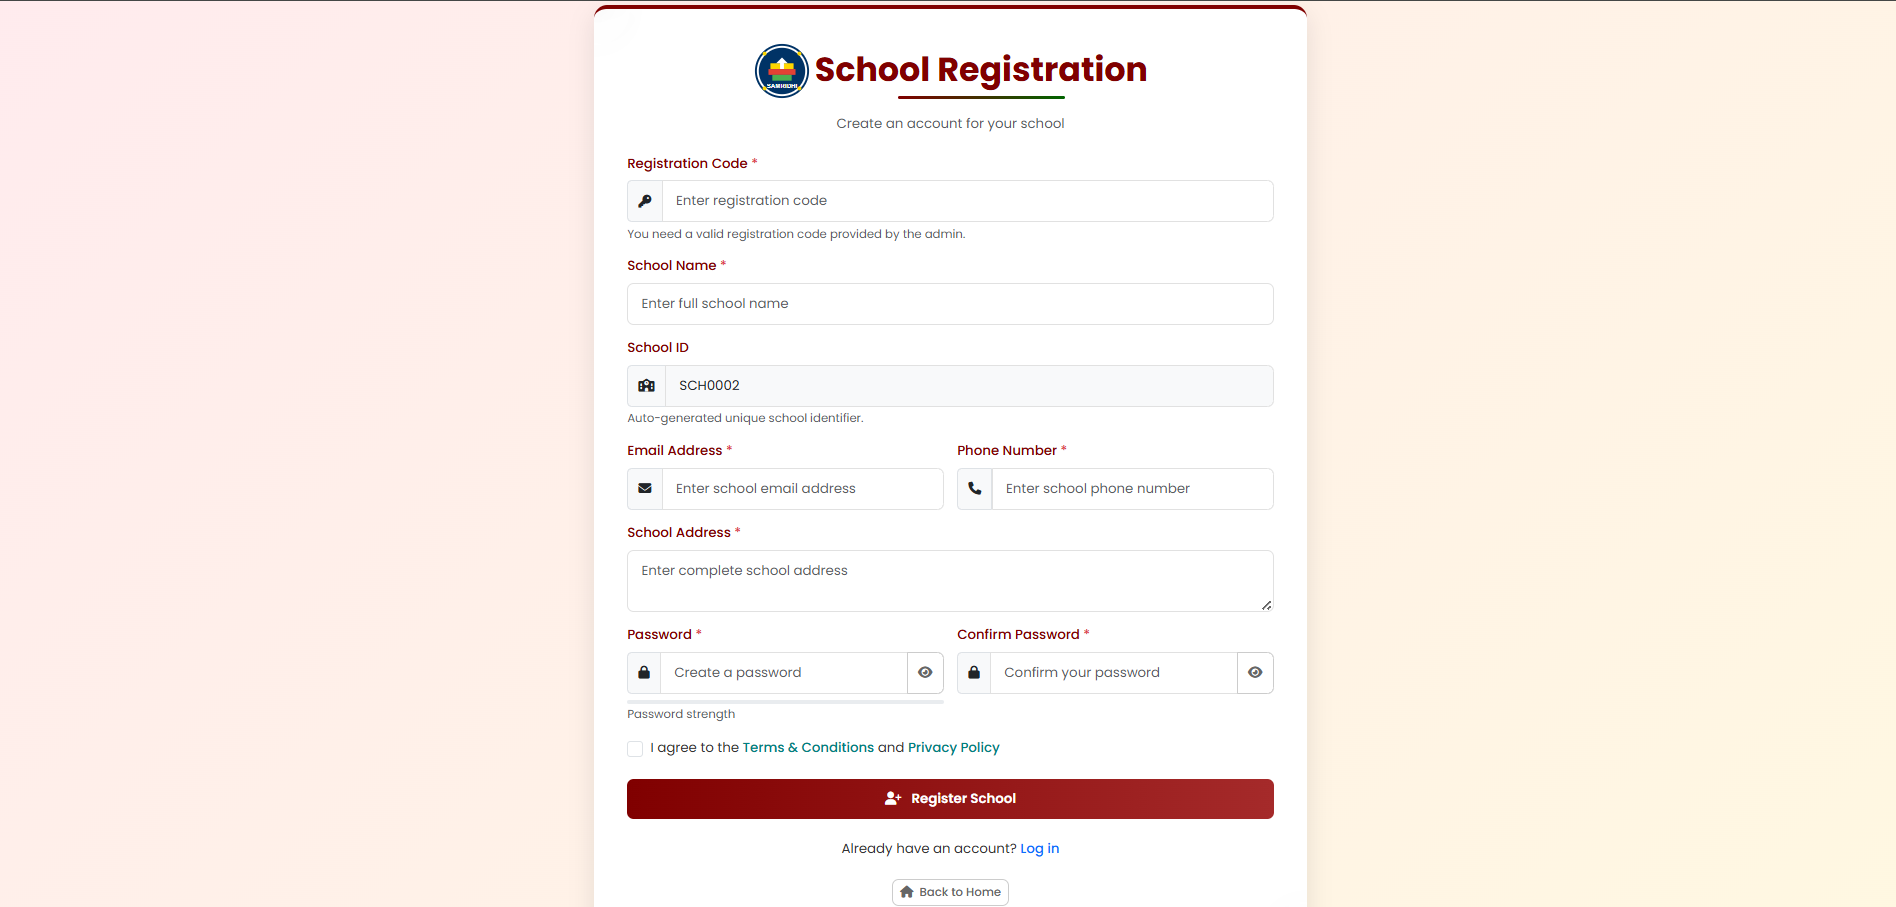 SAMRIDHI
School Registration
Create an account for your school
Registration Code *
Enter registration code
You need a valid registration code provided by the admin.
School Name *
Enter full school name
School ID
SCH0002
Auto-generated unique school identifier.
Email Address * Phone Number *
Enter school email address Enter school phone number
School Address *
Enter complete school address
Password * Confirm Password *
Create a password Confirm your password
Password strength
I agree to the Terms & Conditions and Privacy Policy
Register School
Already have an account? Log in
Back to Home